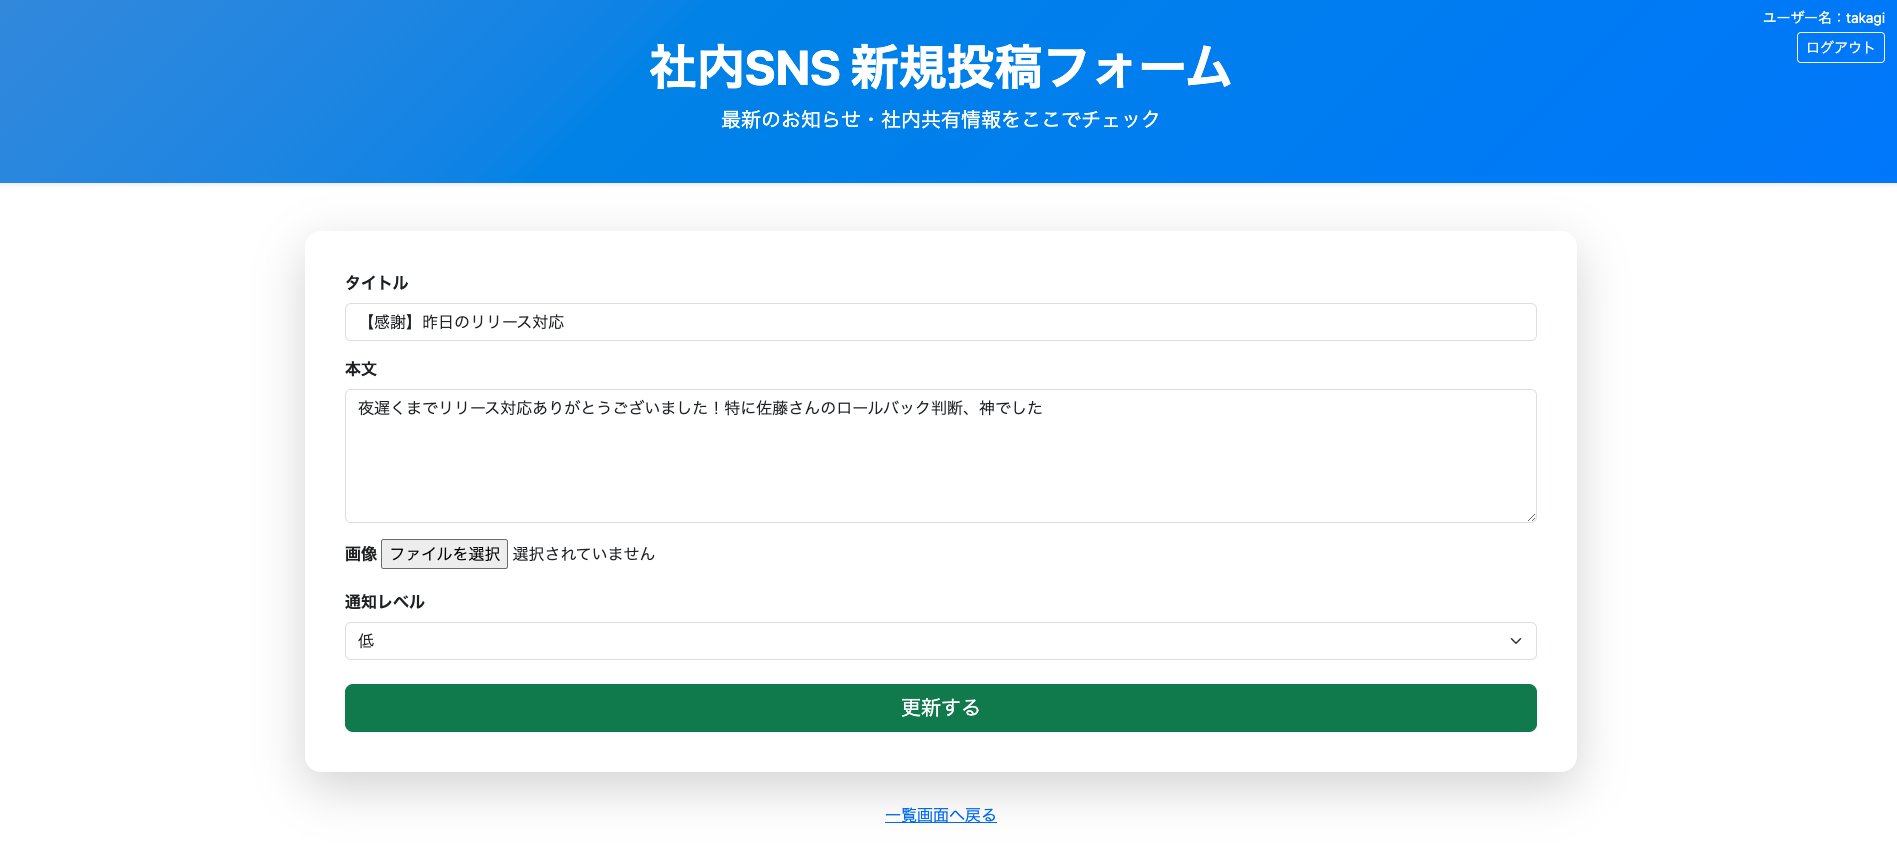 ユーザー名：takagi
ログアウト
社内SNS 新規投稿フォーム
最新のお知らせ・社内共有情報をここでチェック
タイトル
【感謝】昨日のリリース対応
本文
夜遅くまでリリース対応ありがとうございました！特に佐藤さんのロールバック判断、神でした
画像 ファイルを選択 選択されていません
通知レベル
低
更新する
一覧画面へ戻る